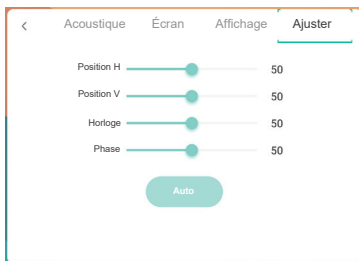 Acoustique Écran Affichage Ajuster
Position H 50
Position V 50
Horloge 50
Phase 50
Auto